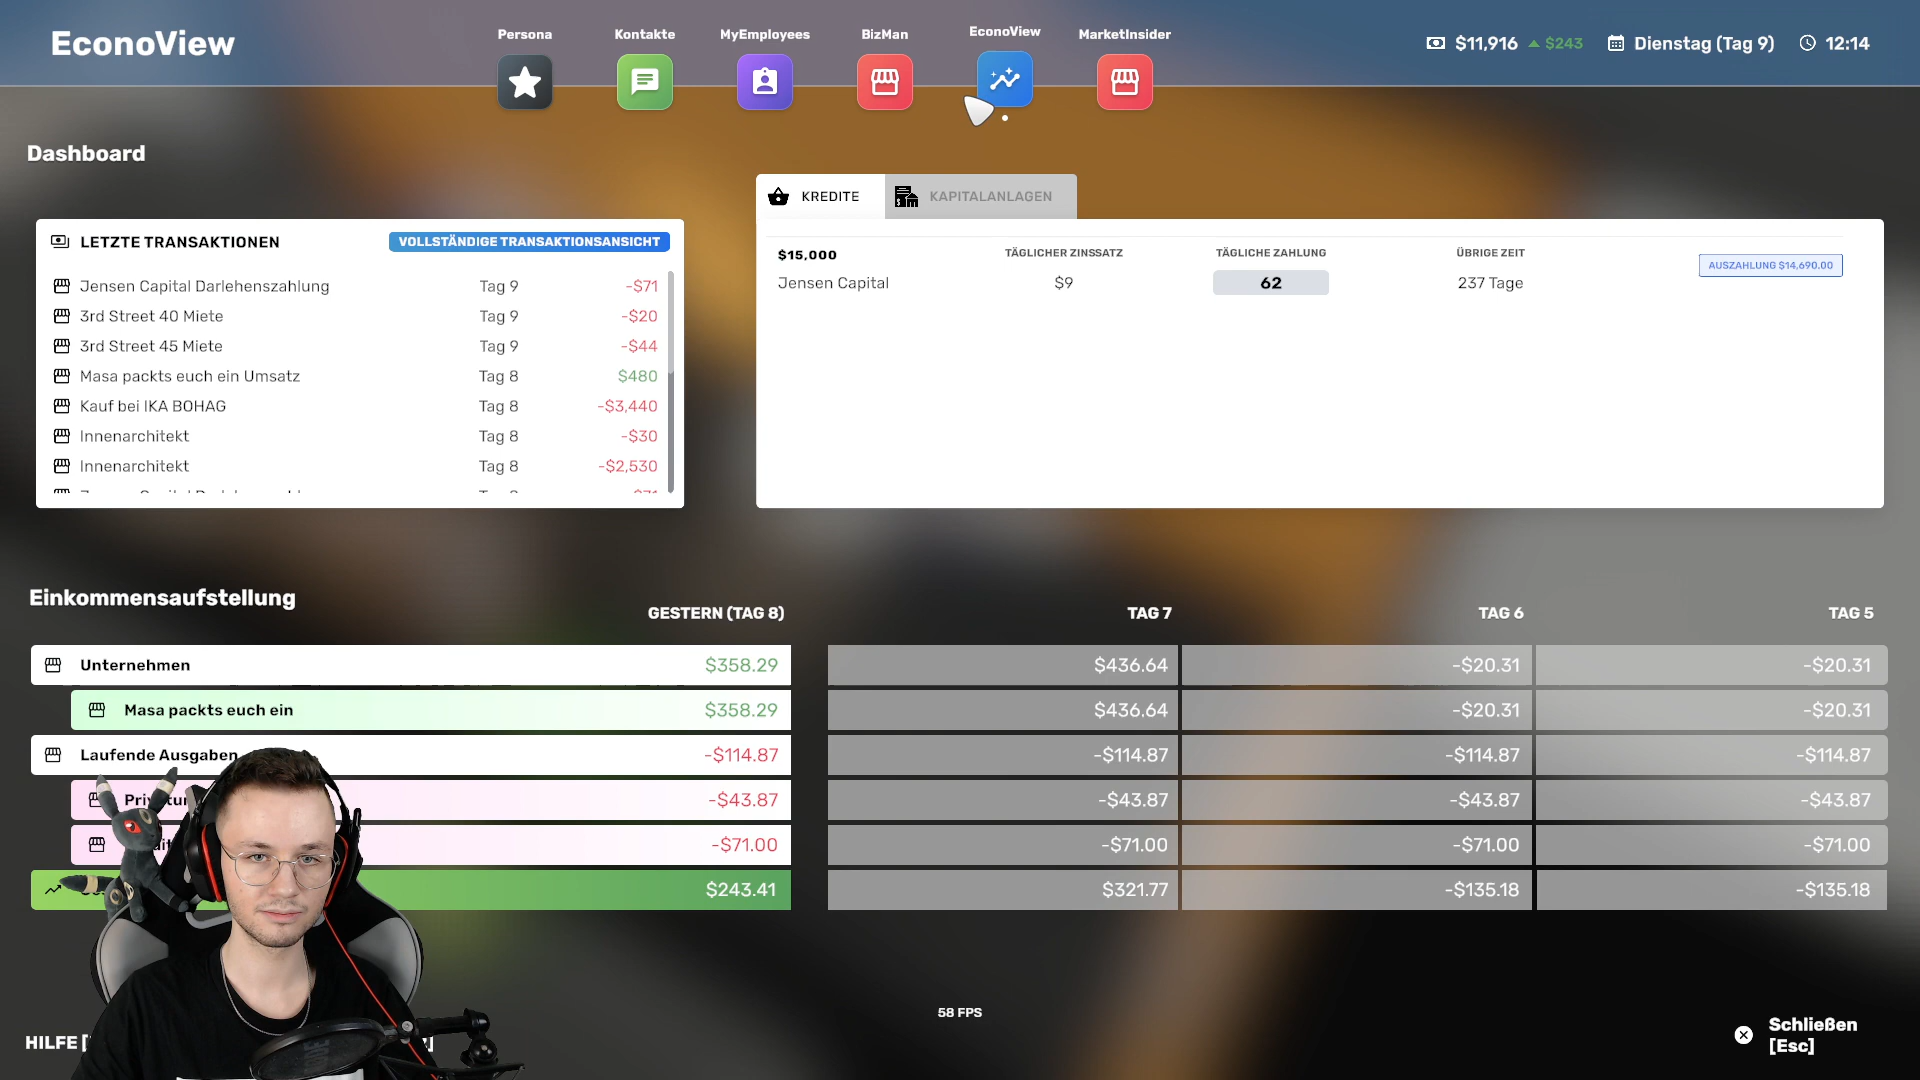 EconoView
Persona
Kontakte
MyEmployees
BizMan
EconoView
MarketInsider
$11,916
$243
Dienstag (Tag 9)
12:14
Dashboard
KREDITE
KAPITALANLAGEN
LETZTE TRANSAKTIONEN
VOLLSTÄNDIGE TRANSAKTIONSANSICHT
Jensen Capital Darlehenszahlung Tag 9 -$71
3rd Street 40 Miete Tag 9 -$20
3rd Street 45 Miete Tag 9 -$44
Masa packts euch ein Umsatz Tag 8 $480
Kauf bei IKA BOHAG Tag 8 -$3,440
Innenarchitekt Tag 8 -$30
Innenarchitekt Tag 8 -$2,530
$15,000 TÄGLICHER ZINSSATZ TÄGLICHE ZAHLUNG ÜBRIGE ZEIT
AUSZAHLUNG $14,690.00
Jensen Capital $9 62 237 Tage
Einkommensaufstellung
GESTERN (TAG 8) TAG 7 TAG 6 TAG 5
Unternehmen $358.29 $436.64 -$20.31 -$20.31
Masa packts euch ein $358.29 $436.64 -$20.31 -$20.31
Laufende Ausgaben -$114.87 -$114.87 -$114.87 -$114.87
-$43.87 -$43.87 -$43.87 -$43.87
-$71.00 -$71.00 -$71.00 -$71.00
$243.41 $321.77 -$135.18 -$135.18
58 FPS
HILFE [
Schließen
[Esc]